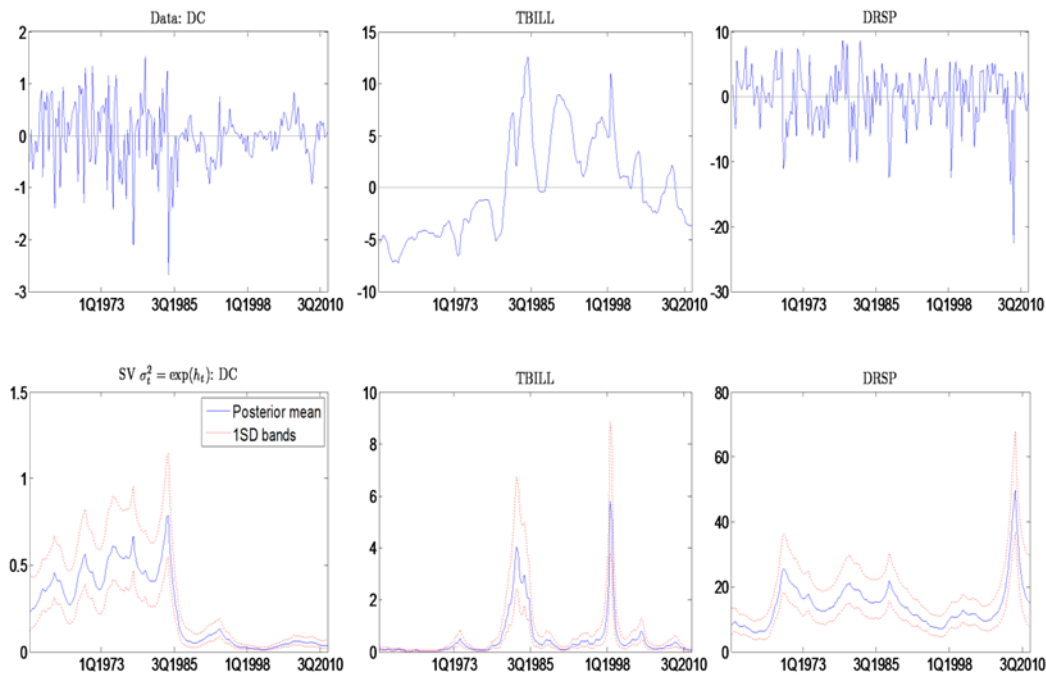 Data: DC
TBILL
DRSP
2
1
0
-1
-2
-3
1Q1973 3Q1985 1Q1998 3Q2010
15
10
5
0
-5
-10
1Q1973 3Q1985 1Q1998 3Q2010
10
0
-10
-20
-30
1Q1973 3Q1985 1Q1998 3Q2010
SV σ_t^2 = exp(h_t): DC
TBILL
DRSP
1.5
1
0.5
0
Posterior mean
1SD bands
1Q1973 3Q1985 1Q1998 3Q2010
10
8
6
4
2
0
1Q1973 3Q1985 1Q1998 3Q2010
80
60
40
20
0
1Q1973 3Q1985 1Q1998 3Q2010